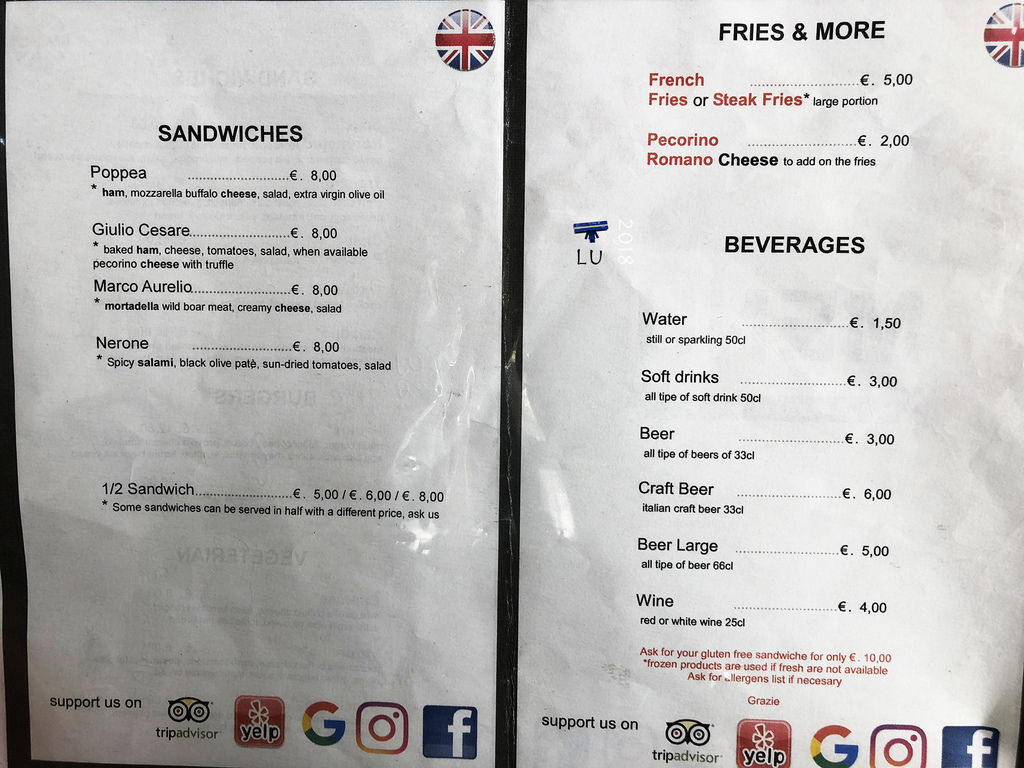 SANDWICHES
Poppea ........................€. 8,00
* ham, mozzarella buffalo cheese, salad, extra virgin olive oil
Giulio Cesare........................€. 8,00
* baked ham, cheese, tomatoes, salad, when available
pecorino cheese with truffle
Marco Aurelio........................€. 8,00
* mortadella wild boar meat, creamy cheese, salad
Nerone ........................€. 8,00
* Spicy salami, black olive patè, sun-dried tomatoes, salad
1/2 Sandwich........................€. 5,00 / €. 6,00 / €. 8,00
* Some sandwiches can be served in half with a different price, ask us
support us on
tripadvisor
yelp
G
f
FRIES & MORE
French ........................€. 5,00
Fries or Steak Fries* large portion
Pecorino ........................€. 2,00
Romano Cheese to add on the fries
LU
2018
BEVERAGES
Water ........................€. 1,50
still or sparkling 50cl
Soft drinks ........................€. 3,00
all tipe of soft drink 50cl
Beer ........................€. 3,00
all tipe of beers of 33cl
Craft Beer ........................€. 6,00
italian craft beer 33cl
Beer Large ........................€. 5,00
all tipe of beer 66cl
Wine ........................€. 4,00
red or white wine 25cl
Ask for your gluten free sandwiche for only €. 10,00
*frozen products are used if fresh are not available
Ask for allergens list if necesary
Grazie
support us on
tripadvisor
yelp
G
f